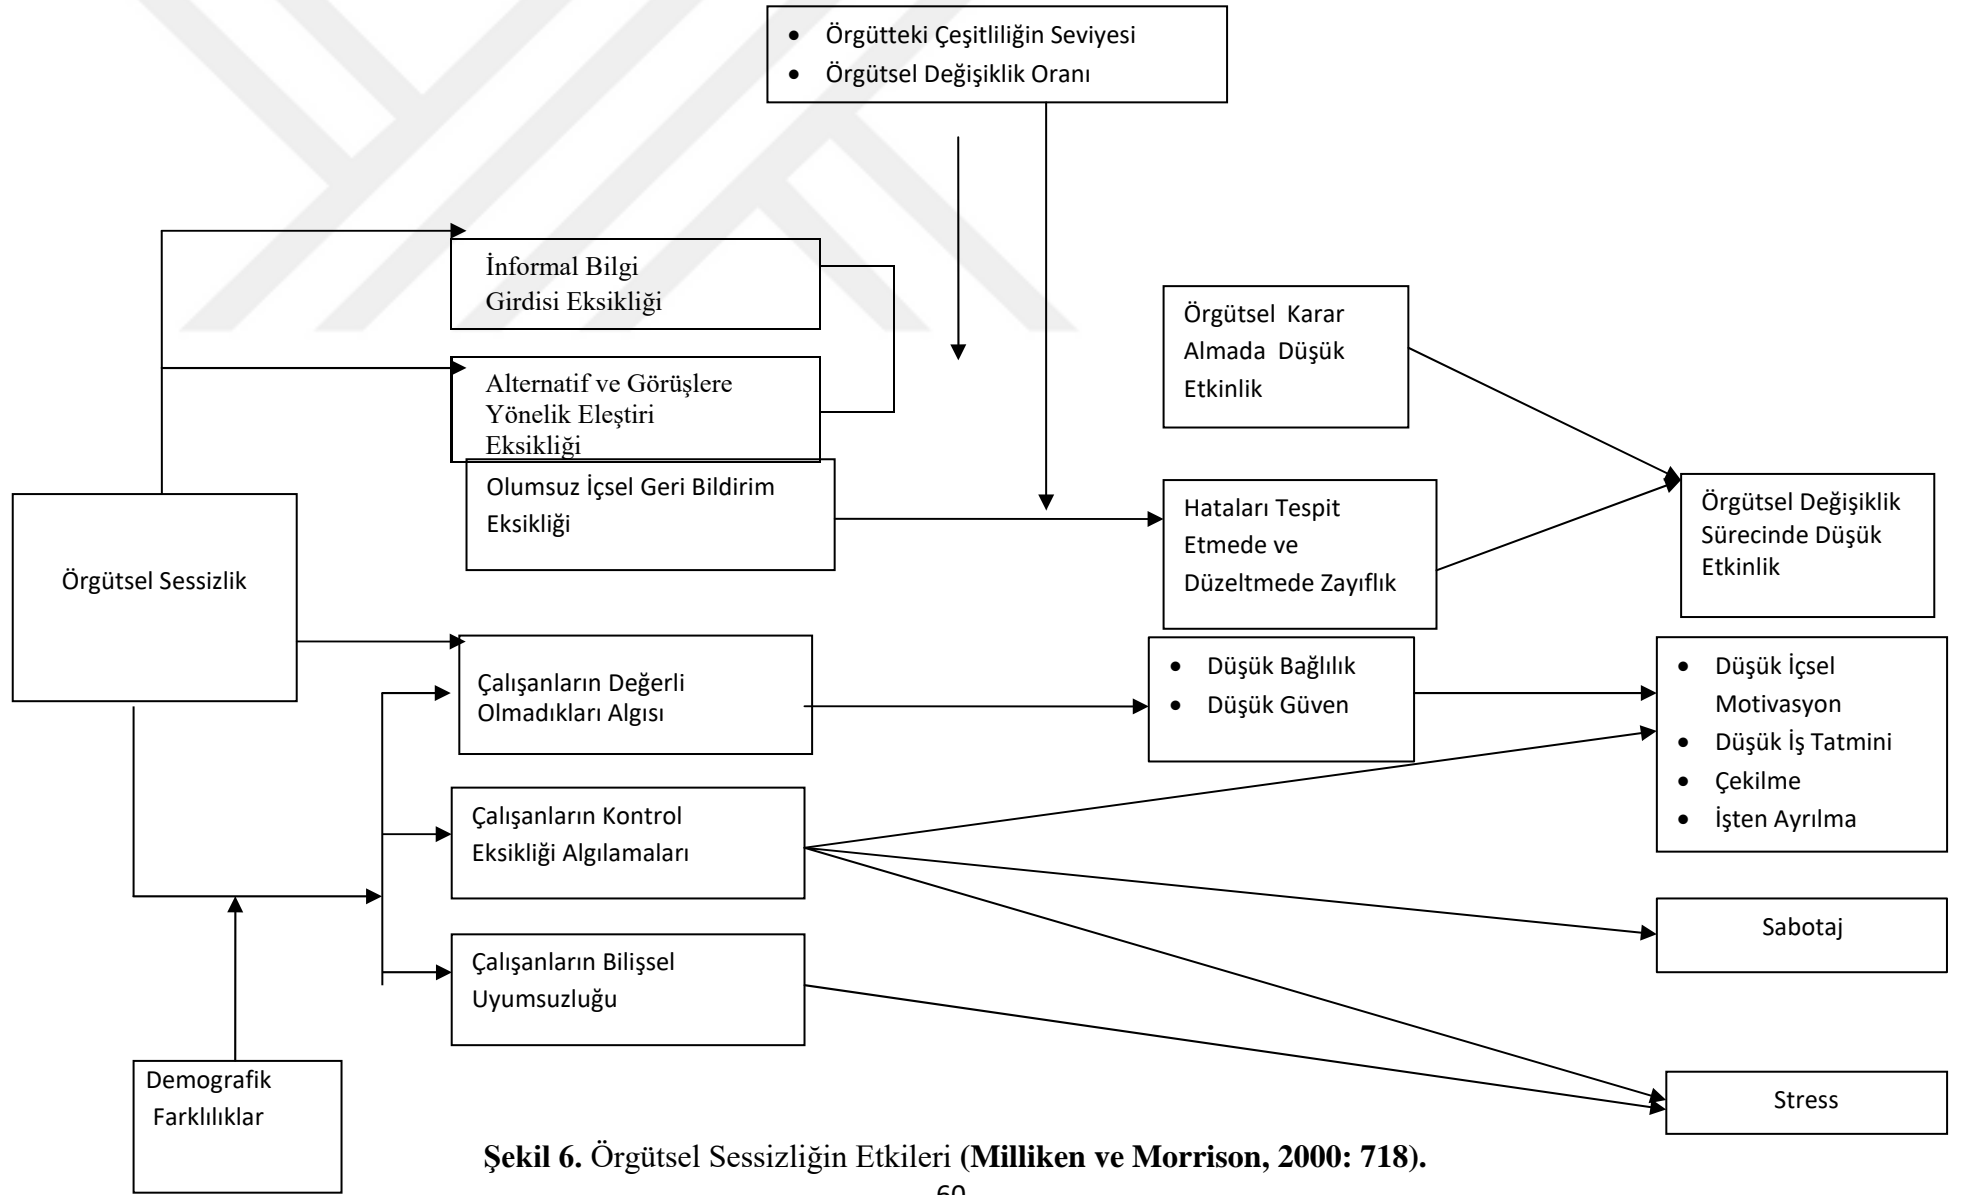 • Örgütteki Çeşitliliğin Seviyesi
• Örgütsel Değişiklik Oranı
İnformal Bilgi
Girdisi Eksikliği
Alternatif ve Görüşlere
Yönelik Eleştiri
Eksikliği
Olumsuz İçsel Geri Bildirim
Eksikliği
Örgütsel Karar
Almada Düşük
Etkinlik
Hataları Tespit
Etmede ve
Düzeltmede Zayıflık
Örgütsel Değişiklik
Sürecinde Düşük
Etkinlik
Örgütsel Sessizlik
Çalışanların Değerli
Olmadıkları Algısı
• Düşük Bağlılık
• Düşük Güven
• Düşük İçsel
Motivasyon
• Düşük İş Tatmini
• Çekilme
• İşten Ayrılma
Çalışanların Kontrol
Eksikliği Algılamaları
Sabotaj
Çalışanların Bilişsel
Uyumsuzluğu
Demografik
Farklılıklar
Stress
Şekil 6. Örgütsel Sessizliğin Etkileri (Milliken ve Morrison, 2000: 718).
60